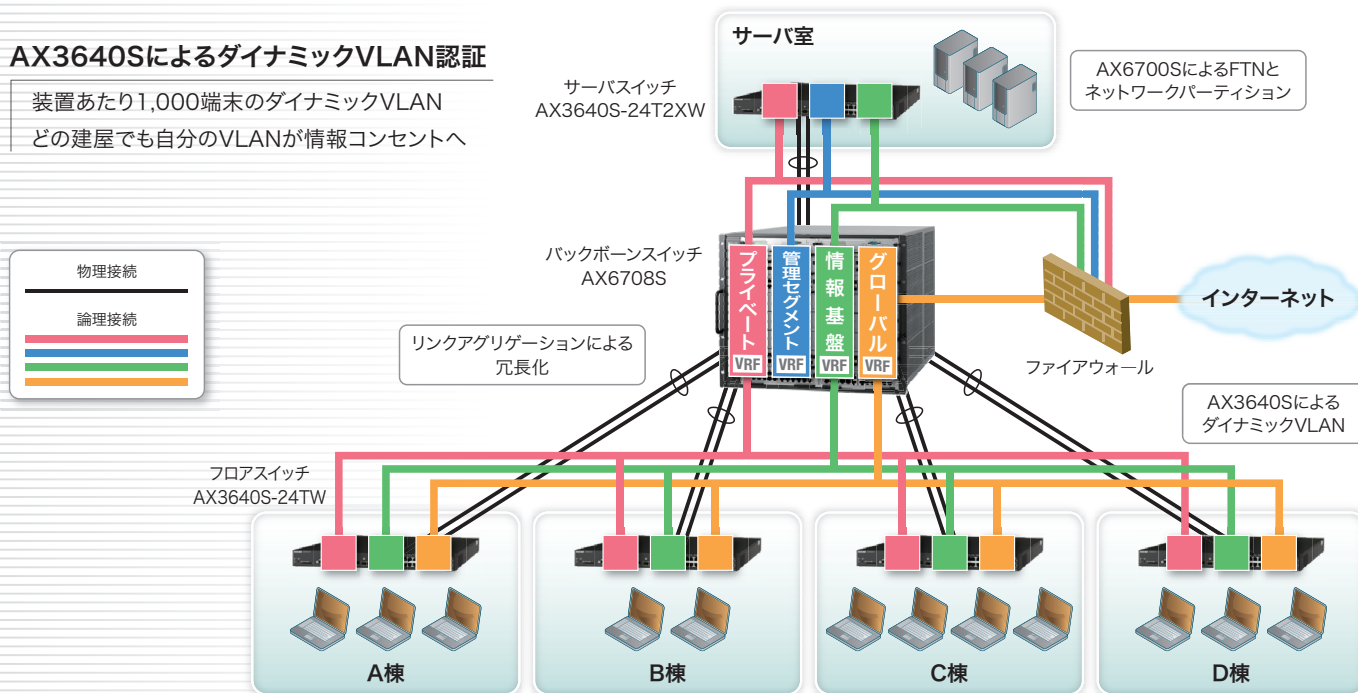 AX3640SによるダイナミックVLAN認証
装置あたり1,000端末のダイナミックVLAN
どの建屋でも自分のVLANが情報コンセントへ
サーバ室
サーバスイッチ
AX3640S-24T2XW
AX6700SによるFTNと
ネットワークパーティション
物理接続
論理接続
バックボーンスイッチ
AX6708S
プライベート
VRF
管理セグメント
VRF
情報基盤
VRF
グローバル
VRF
インターネット
ファイアウォール
リンクアグリゲーションによる
冗長化
AX3640Sによる
ダイナミックVLAN
フロアスイッチ
AX3640S-24TW
A棟
B棟
C棟
D棟